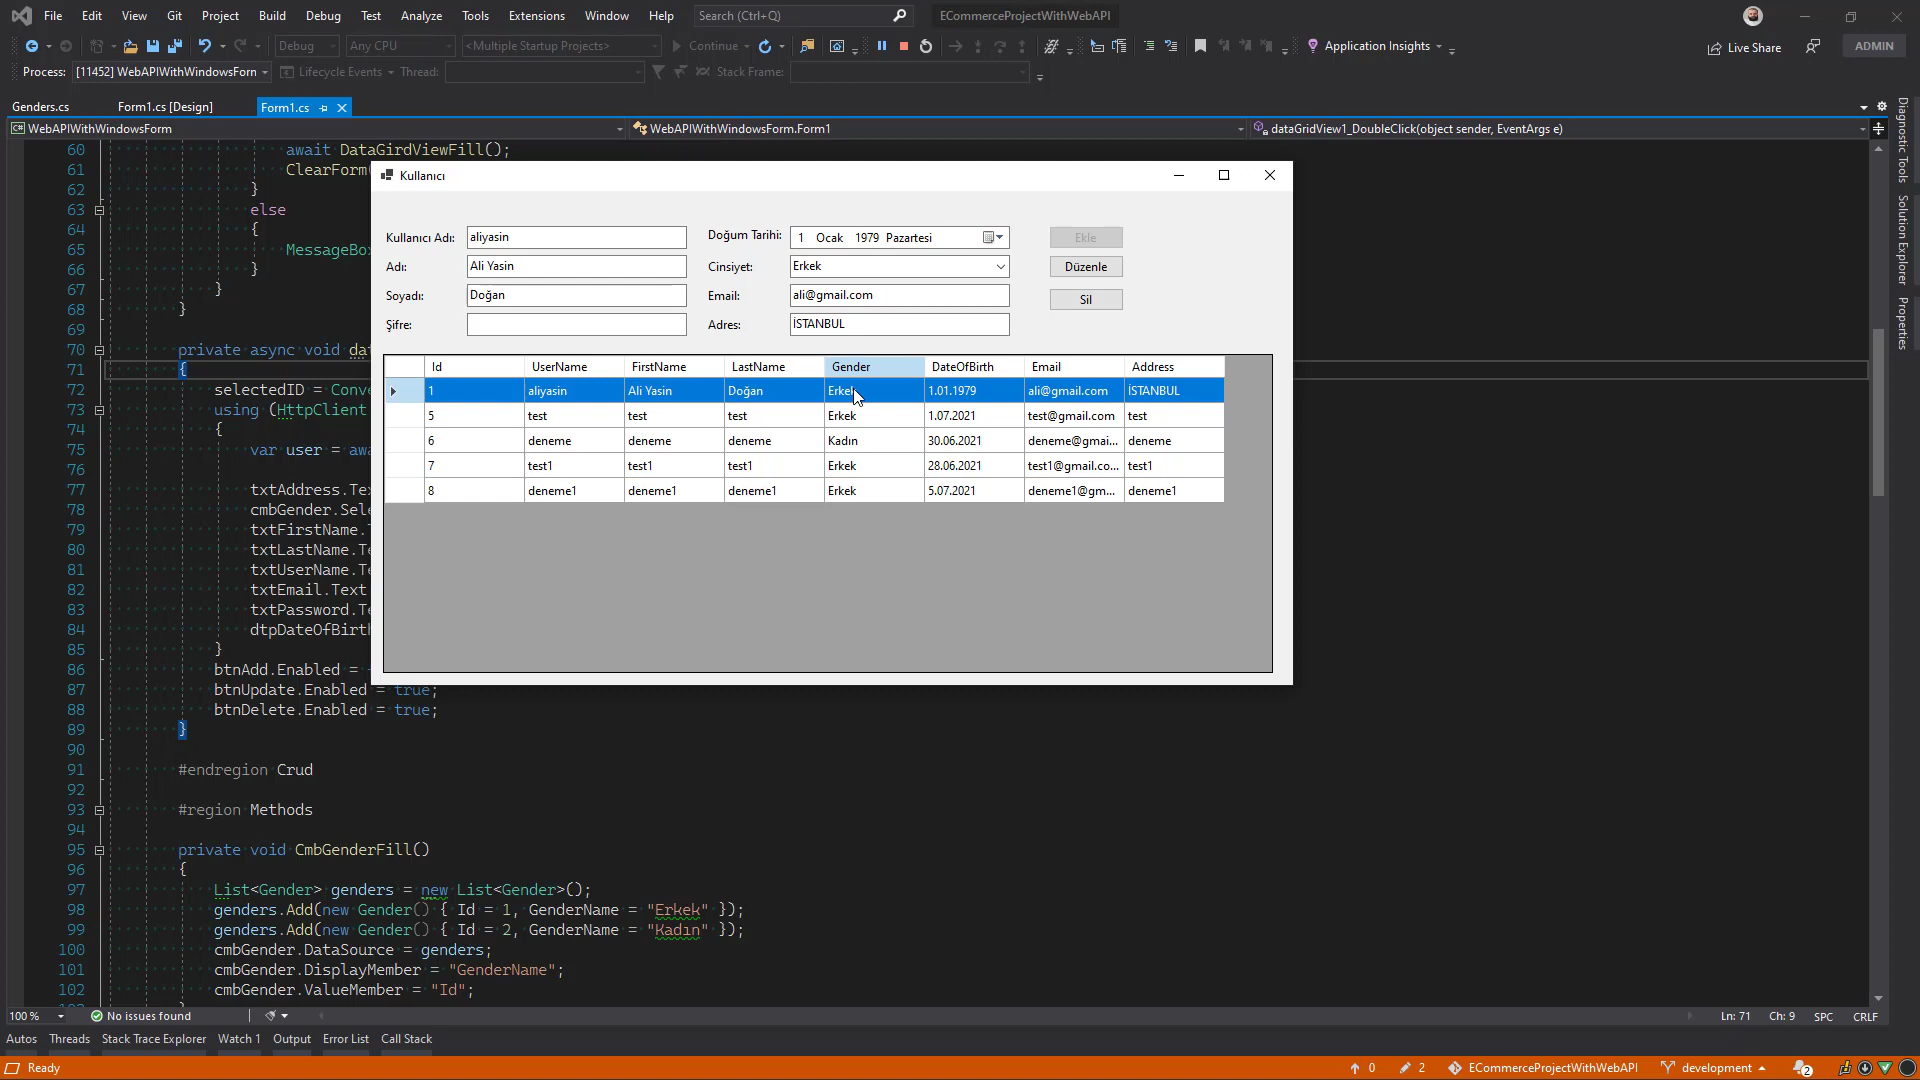 File Edit View Git Project Build Debug Test Analyze Tools Extensions Window Help Search (Ctrl+Q) ECommerceProjectWithWebAPI
Debug Any CPU <Multiple Startup Projects> Continue Application Insights Live Share ADMIN
Process: [11452] WebAPIWithWindowsForn Lifecycle Events Thread: Stack Frame:
Genders.cs Form1.cs [Design] Form1.cs
WebAPIWithWindowsForm WebAPIWithWindowsForm.Form1 dataGridView1_DoubleClick(object sender, EventArgs e)
Diagnostic Tools
Solution Explorer
Properties
60 await DataGirdViewFill();
61 ClearForm
62 }
63 else
64 {
65 MessageBox
66 }
67 }
68 }
69
70 private async void dat
71 {
72 selectedID = Conve
73 using (HttpClient
74 {
75 var user = awa
76
77 txtAddress.Tex
78 cmbGender.Sele
79 txtFirstName.T
80 txtLastName.Te
81 txtUserName.Te
82 txtEmail.Text
83 txtPassword.Te
84 dtpDateOfBirth
85 }
86 btnAdd.Enabled =
87 btnUpdate.Enabled = true;
88 btnDelete.Enabled = true;
89 }
90
91 #endregion Crud
92
93 #region Methods
94
95 private void CmbGenderFill()
96 {
97 List<Gender> genders = new List<Gender>();
98 genders.Add(new Gender() { Id = 1, GenderName = "Erkek" });
99 genders.Add(new Gender() { Id = 2, GenderName = "Kadın" });
100 cmbGender.DataSource = genders;
101 cmbGender.DisplayMember = "GenderName";
102 cmbGender.ValueMember = "Id";
Kullanıcı
Kullanıcı Adı: aliyasin Doğum Tarihi: 1 Ocak 1979 Pazartesi Ekle
Adı: Ali Yasin Cinsiyet: Erkek Düzenle
Soyadı: Doğan Email: ali@gmail.com Sil
Şifre: Adres: İSTANBUL
Id UserName FirstName LastName Gender DateOfBirth Email Address
1 aliyasin Ali Yasin Doğan Erkek 1.01.1979 ali@gmail.com İSTANBUL
5 test test test Erkek 1.07.2021 test@gmail.com test
6 deneme deneme deneme Kadın 30.06.2021 deneme@gmai... deneme
7 test1 test1 test1 Erkek 28.06.2021 test1@gmail.co... test1
8 deneme1 deneme1 deneme1 Erkek 5.07.2021 deneme1@gm... deneme1
100 % No issues found Ln: 71 Ch: 9 SPC CRLF
Autos Threads Stack Trace Explorer Watch 1 Output Error List Call Stack
Ready 0 2 ECommerceProjectWithWebAPI development 2